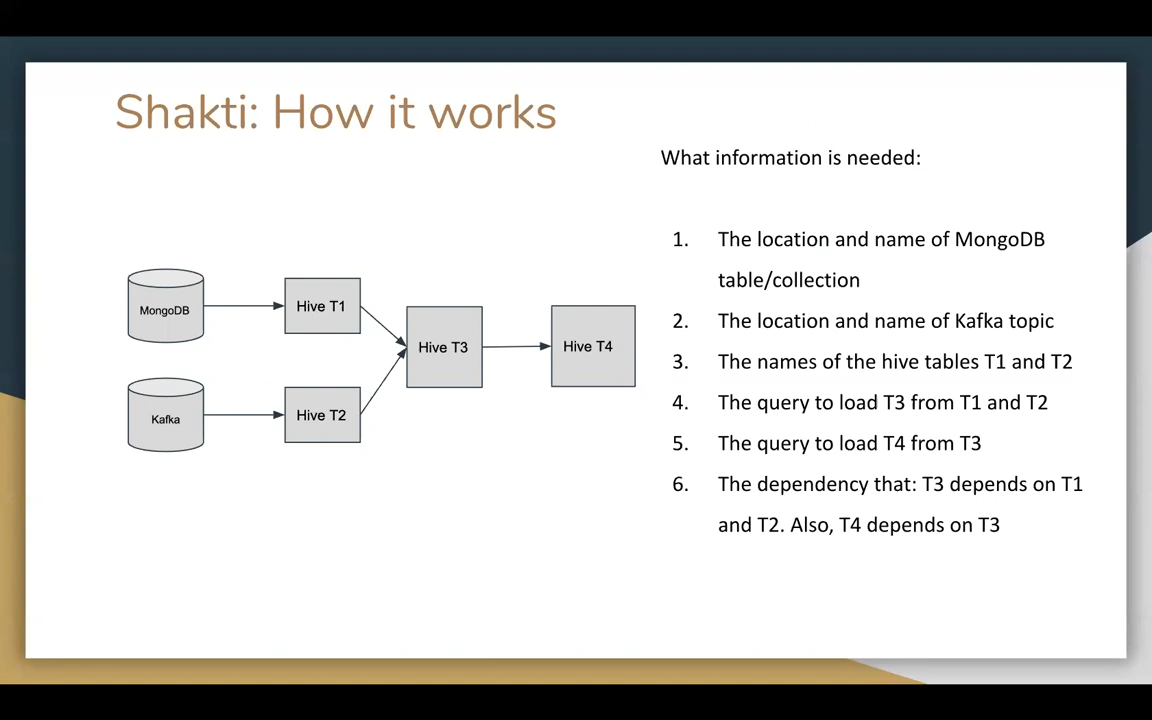 Shakti: How it works
What information is needed:
MongoDB
Hive T1
Hive T3
Hive T4
Kafka
Hive T2
1. The location and name of MongoDB
table/collection
2. The location and name of Kafka topic
3. The names of the hive tables T1 and T2
4. The query to load T3 from T1 and T2
5. The query to load T4 from T3
6. The dependency that: T3 depends on T1
and T2. Also, T4 depends on T3